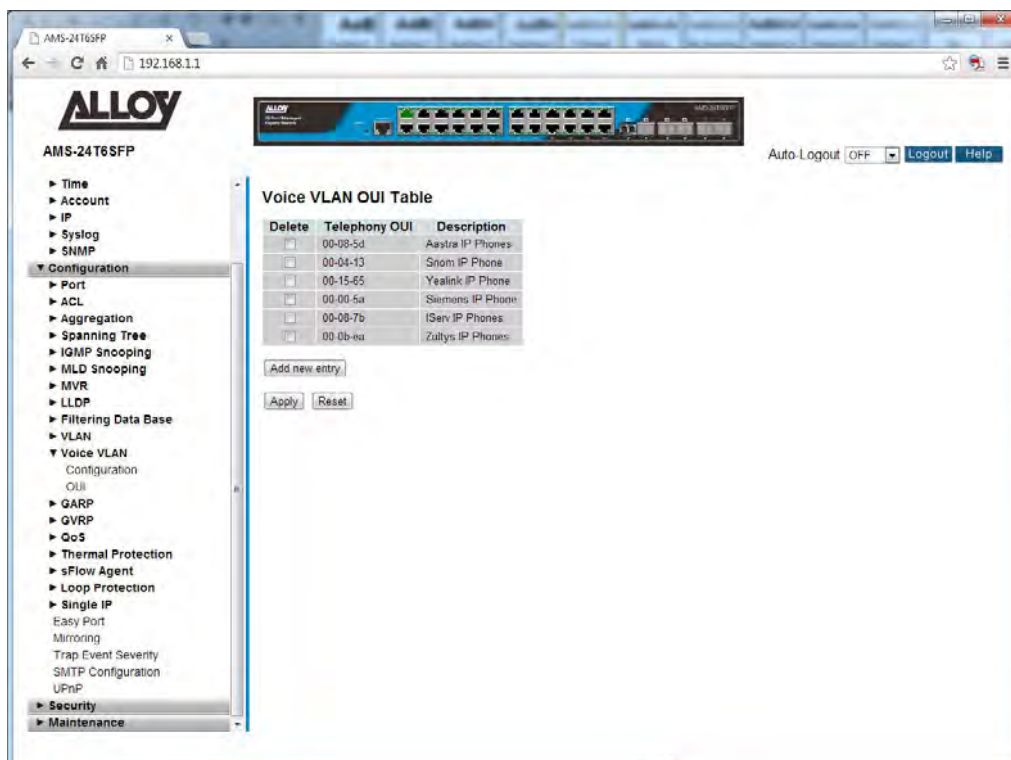 AMS-24T6SFP
192.168.1.1
ALLOY
ALLOY
AMS-24T6SFP
Auto-Logout OFF Logout Help
► Time
► Account
► IP
► Syslog
► SNMP
▼ Configuration
► Port
► ACL
► Aggregation
► Spanning Tree
► IGMP Snooping
► MLD Snooping
► MVR
► LLDP
► Filtering Data Base
► VLAN
▼ Voice VLAN
Configuration
OUI
► GARP
► GVRP
► QoS
► Thermal Protection
► sFlow Agent
► Loop Protection
► Single IP
Easy Port
Mirroring
Trap Event Severity
SMTP Configuration
UPnP
► Security
► Maintenance
Voice VLAN OUI Table
Delete Telephony OUI Description
00-08-5d Aastra IP Phones
00-04-13 Snom IP Phone
00-15-65 Yealink IP Phone
00-00-5a Siemens IP Phone
00-08-7b IServ IP Phones
00-0b-ea Zultys IP Phones
Add new entry
Apply Reset